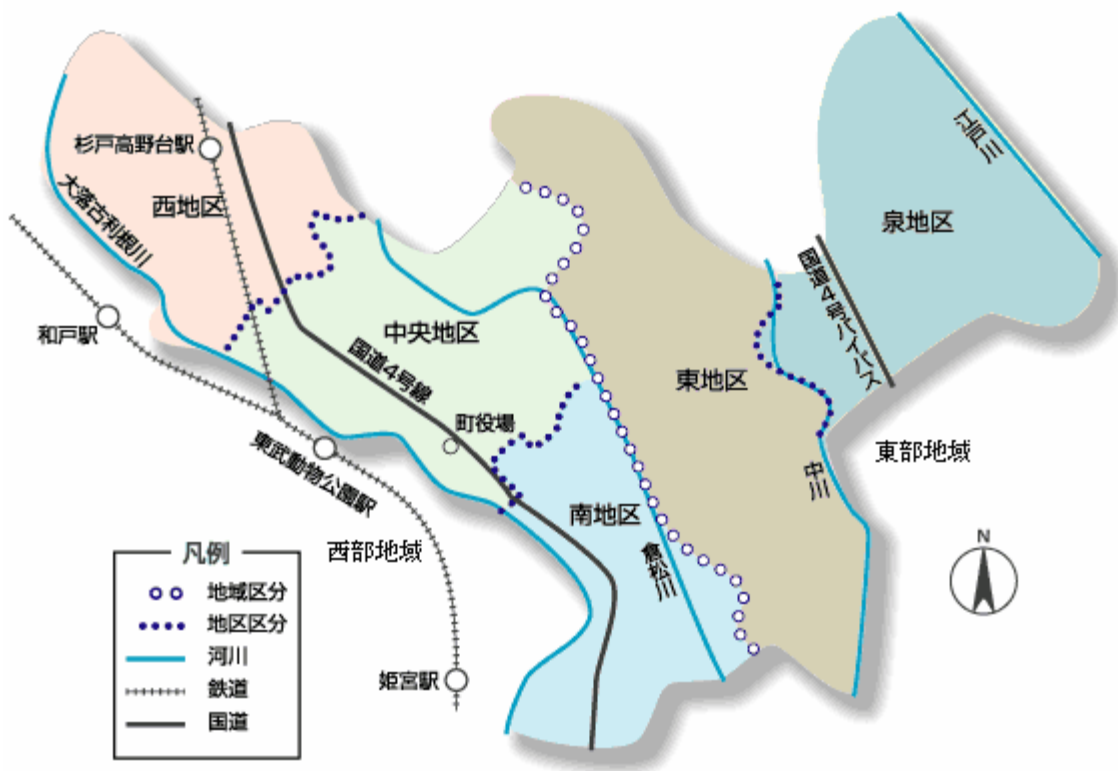 杉戸高野台駅
西地区
大落古利根川
和戸駅
中央地区
国道4号線
町役場
東武動物公園駅
西部地域
姫宮駅
南地区
倉松川
東地区
中川
泉地区
江戸川
国道4号バイパス
東部地域
N
凡例
地域区分
地区区分
河川
鉄道
国道